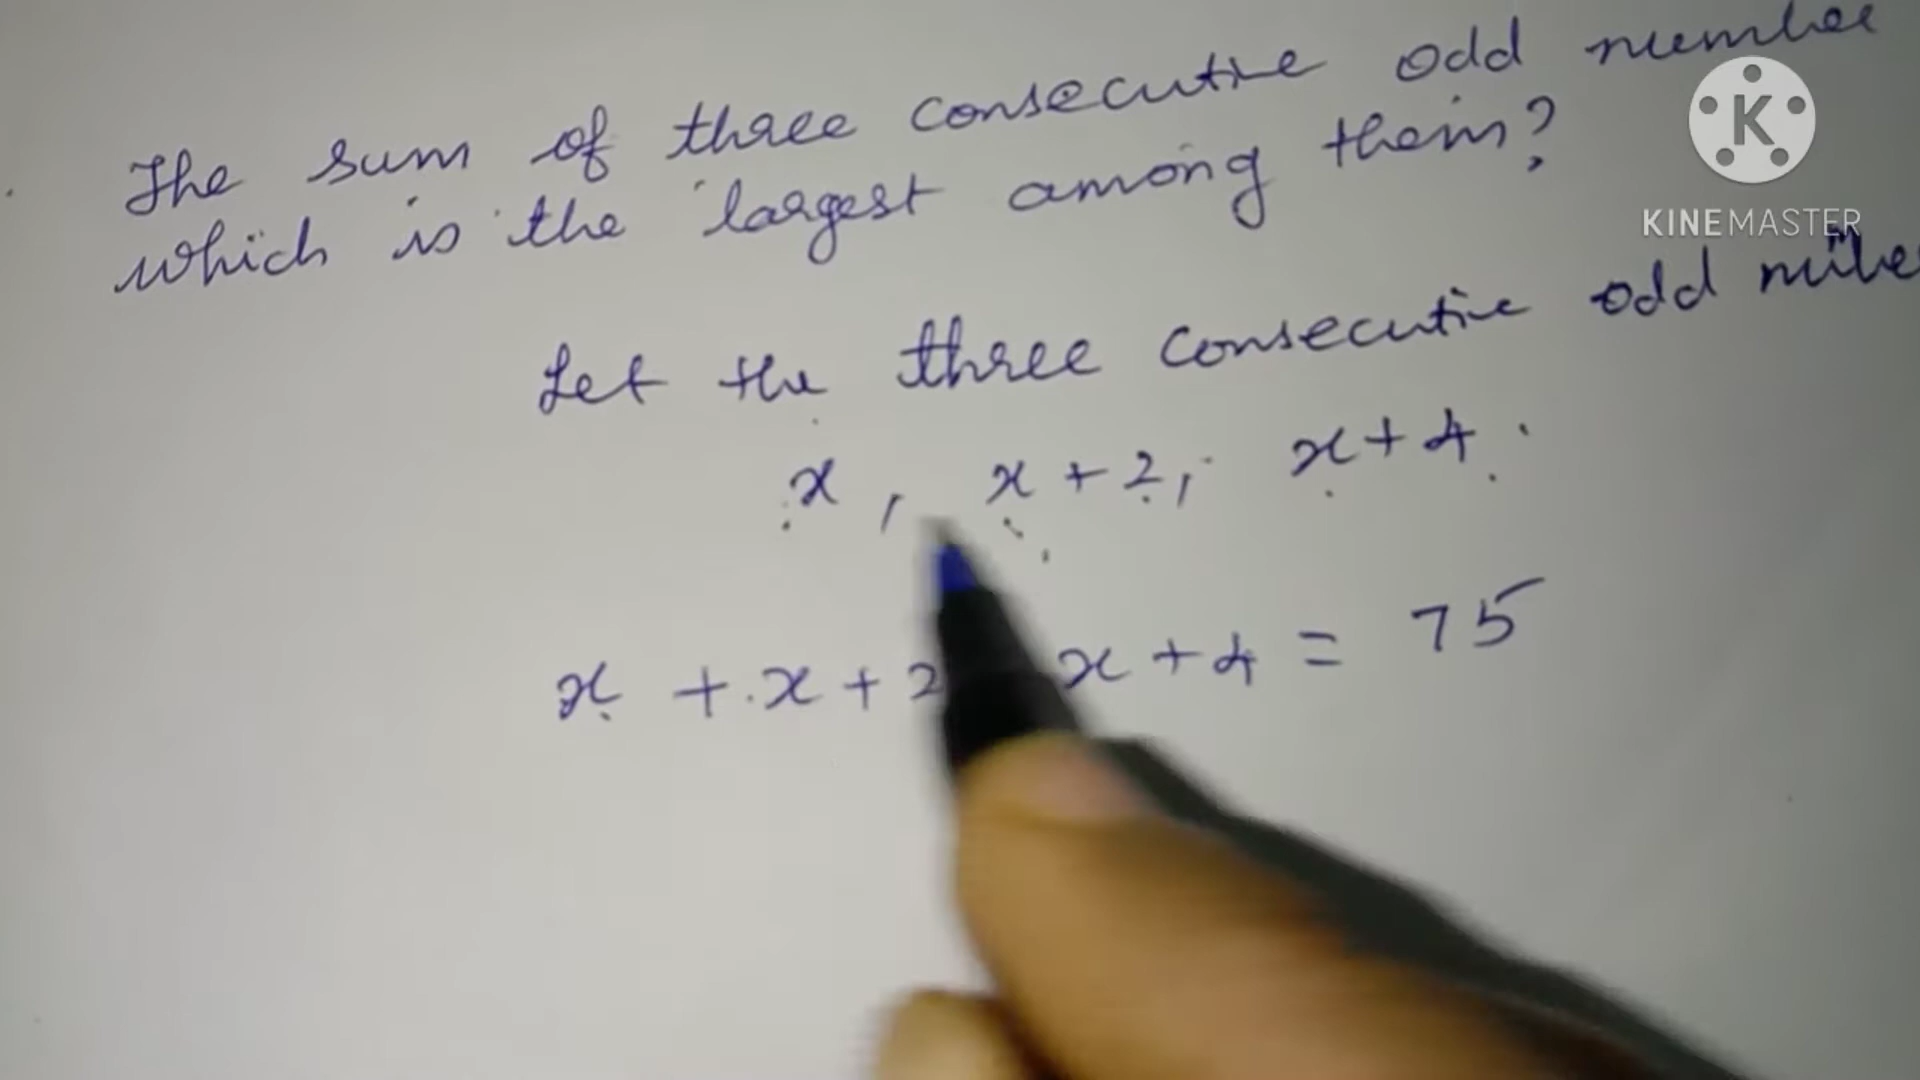 The sum of three consecutive odd number
which is the largest among them?
K
KINEMASTER
Let the three consecutive odd
x , x + 2, x + 4 .
x + x + 2 x + 4 = 75